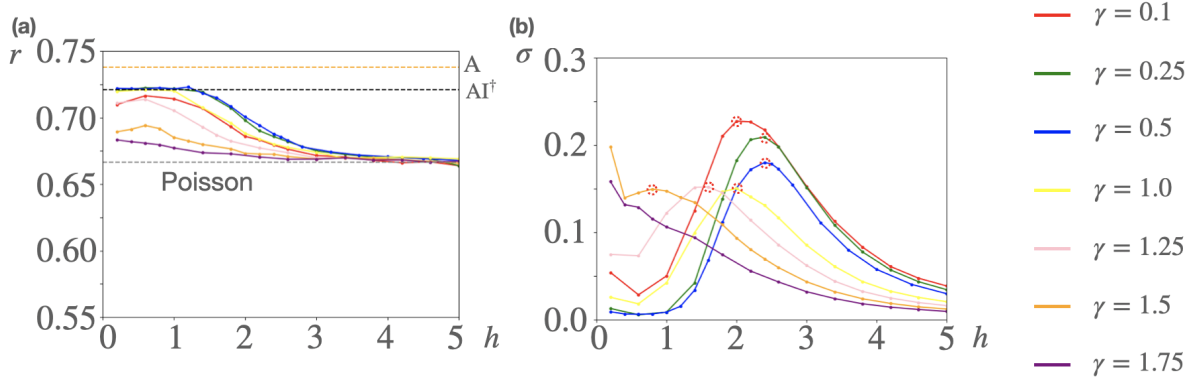 (a)
r
0.75
0.70
0.65
0.60
0.55
A
AI†
Poisson
0 1 2 3 4 5 h
(b)
σ
0.3
0.2
0.1
0.0
0 1 2 3 4 5 h
γ = 0.1
γ = 0.25
γ = 0.5
γ = 1.0
γ = 1.25
γ = 1.5
γ = 1.75